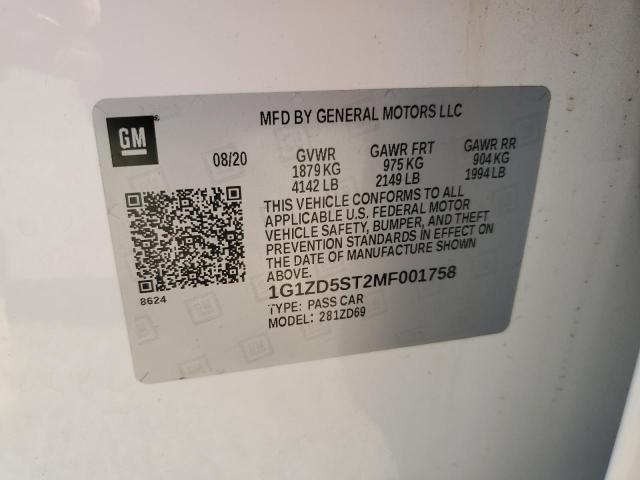 GM
MFD BY GENERAL MOTORS LLC
08/20 GVWR GAWR FRT GAWR RR
1879 KG 975 KG 904 KG
4142 LB 2149 LB 1994 LB
THIS VEHICLE CONFORMS TO ALL
APPLICABLE U.S. FEDERAL MOTOR
VEHICLE SAFETY, BUMPER, AND THEFT
PREVENTION STANDARDS IN EFFECT ON
THE DATE OF MANUFACTURE SHOWN
ABOVE.
8624
1G1ZD5ST2MF001758
TYPE: PASS CAR
MODEL: 281ZD69